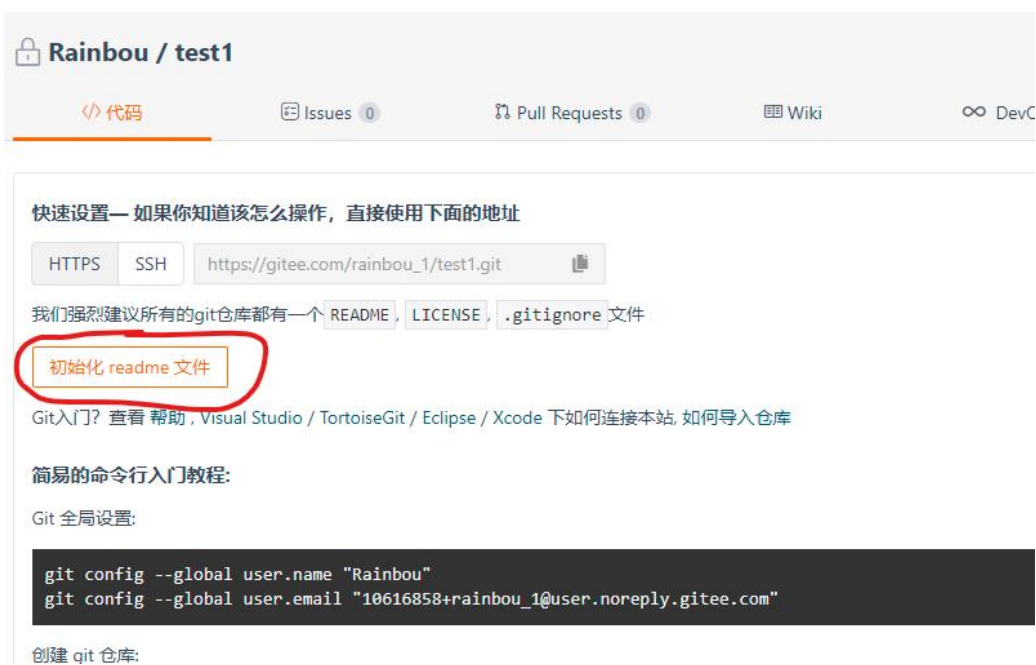 Rainbou / test1
</> 代码 Issues 0 Pull Requests 0 Wiki DevO
快速设置— 如果你知道该怎么操作，直接使用下面的地址
HTTPS SSH https://gitee.com/rainbou_1/test1.git
我们强烈建议所有的git仓库都有一个 README , LICENSE , .gitignore 文件
初始化 readme 文件
Git入门？查看 帮助 , Visual Studio / TortoiseGit / Eclipse / Xcode 下如何连接本站, 如何导入仓库
简易的命令行入门教程:
Git 全局设置:
git config --global user.name "Rainbou"
git config --global user.email "10616858+rainbou_1@user.noreply.gitee.com"
创建 git 仓库: